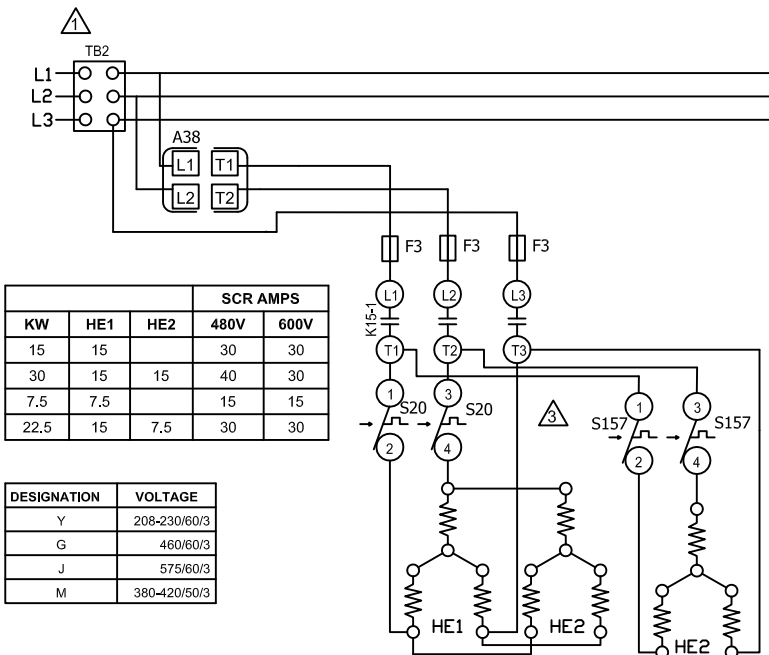 1
TB2
L1
L2
L3
A38
L1 T1
L2 T2
F3 F3 F3
L1 L2 L3
K15-1
T1 T2 T3
1 3
S20 S20
2 4
3
1 3
S157 S157
2 4
HE1 HE2
HE2
SCR AMPS
KW HE1 HE2 480V 600V
15 15 30 30
30 15 15 40 30
7.5 7.5 15 15
22.5 15 7.5 30 30
DESIGNATION VOLTAGE
Y 208-230/60/3
G 460/60/3
J 575/60/3
M 380-420/50/3